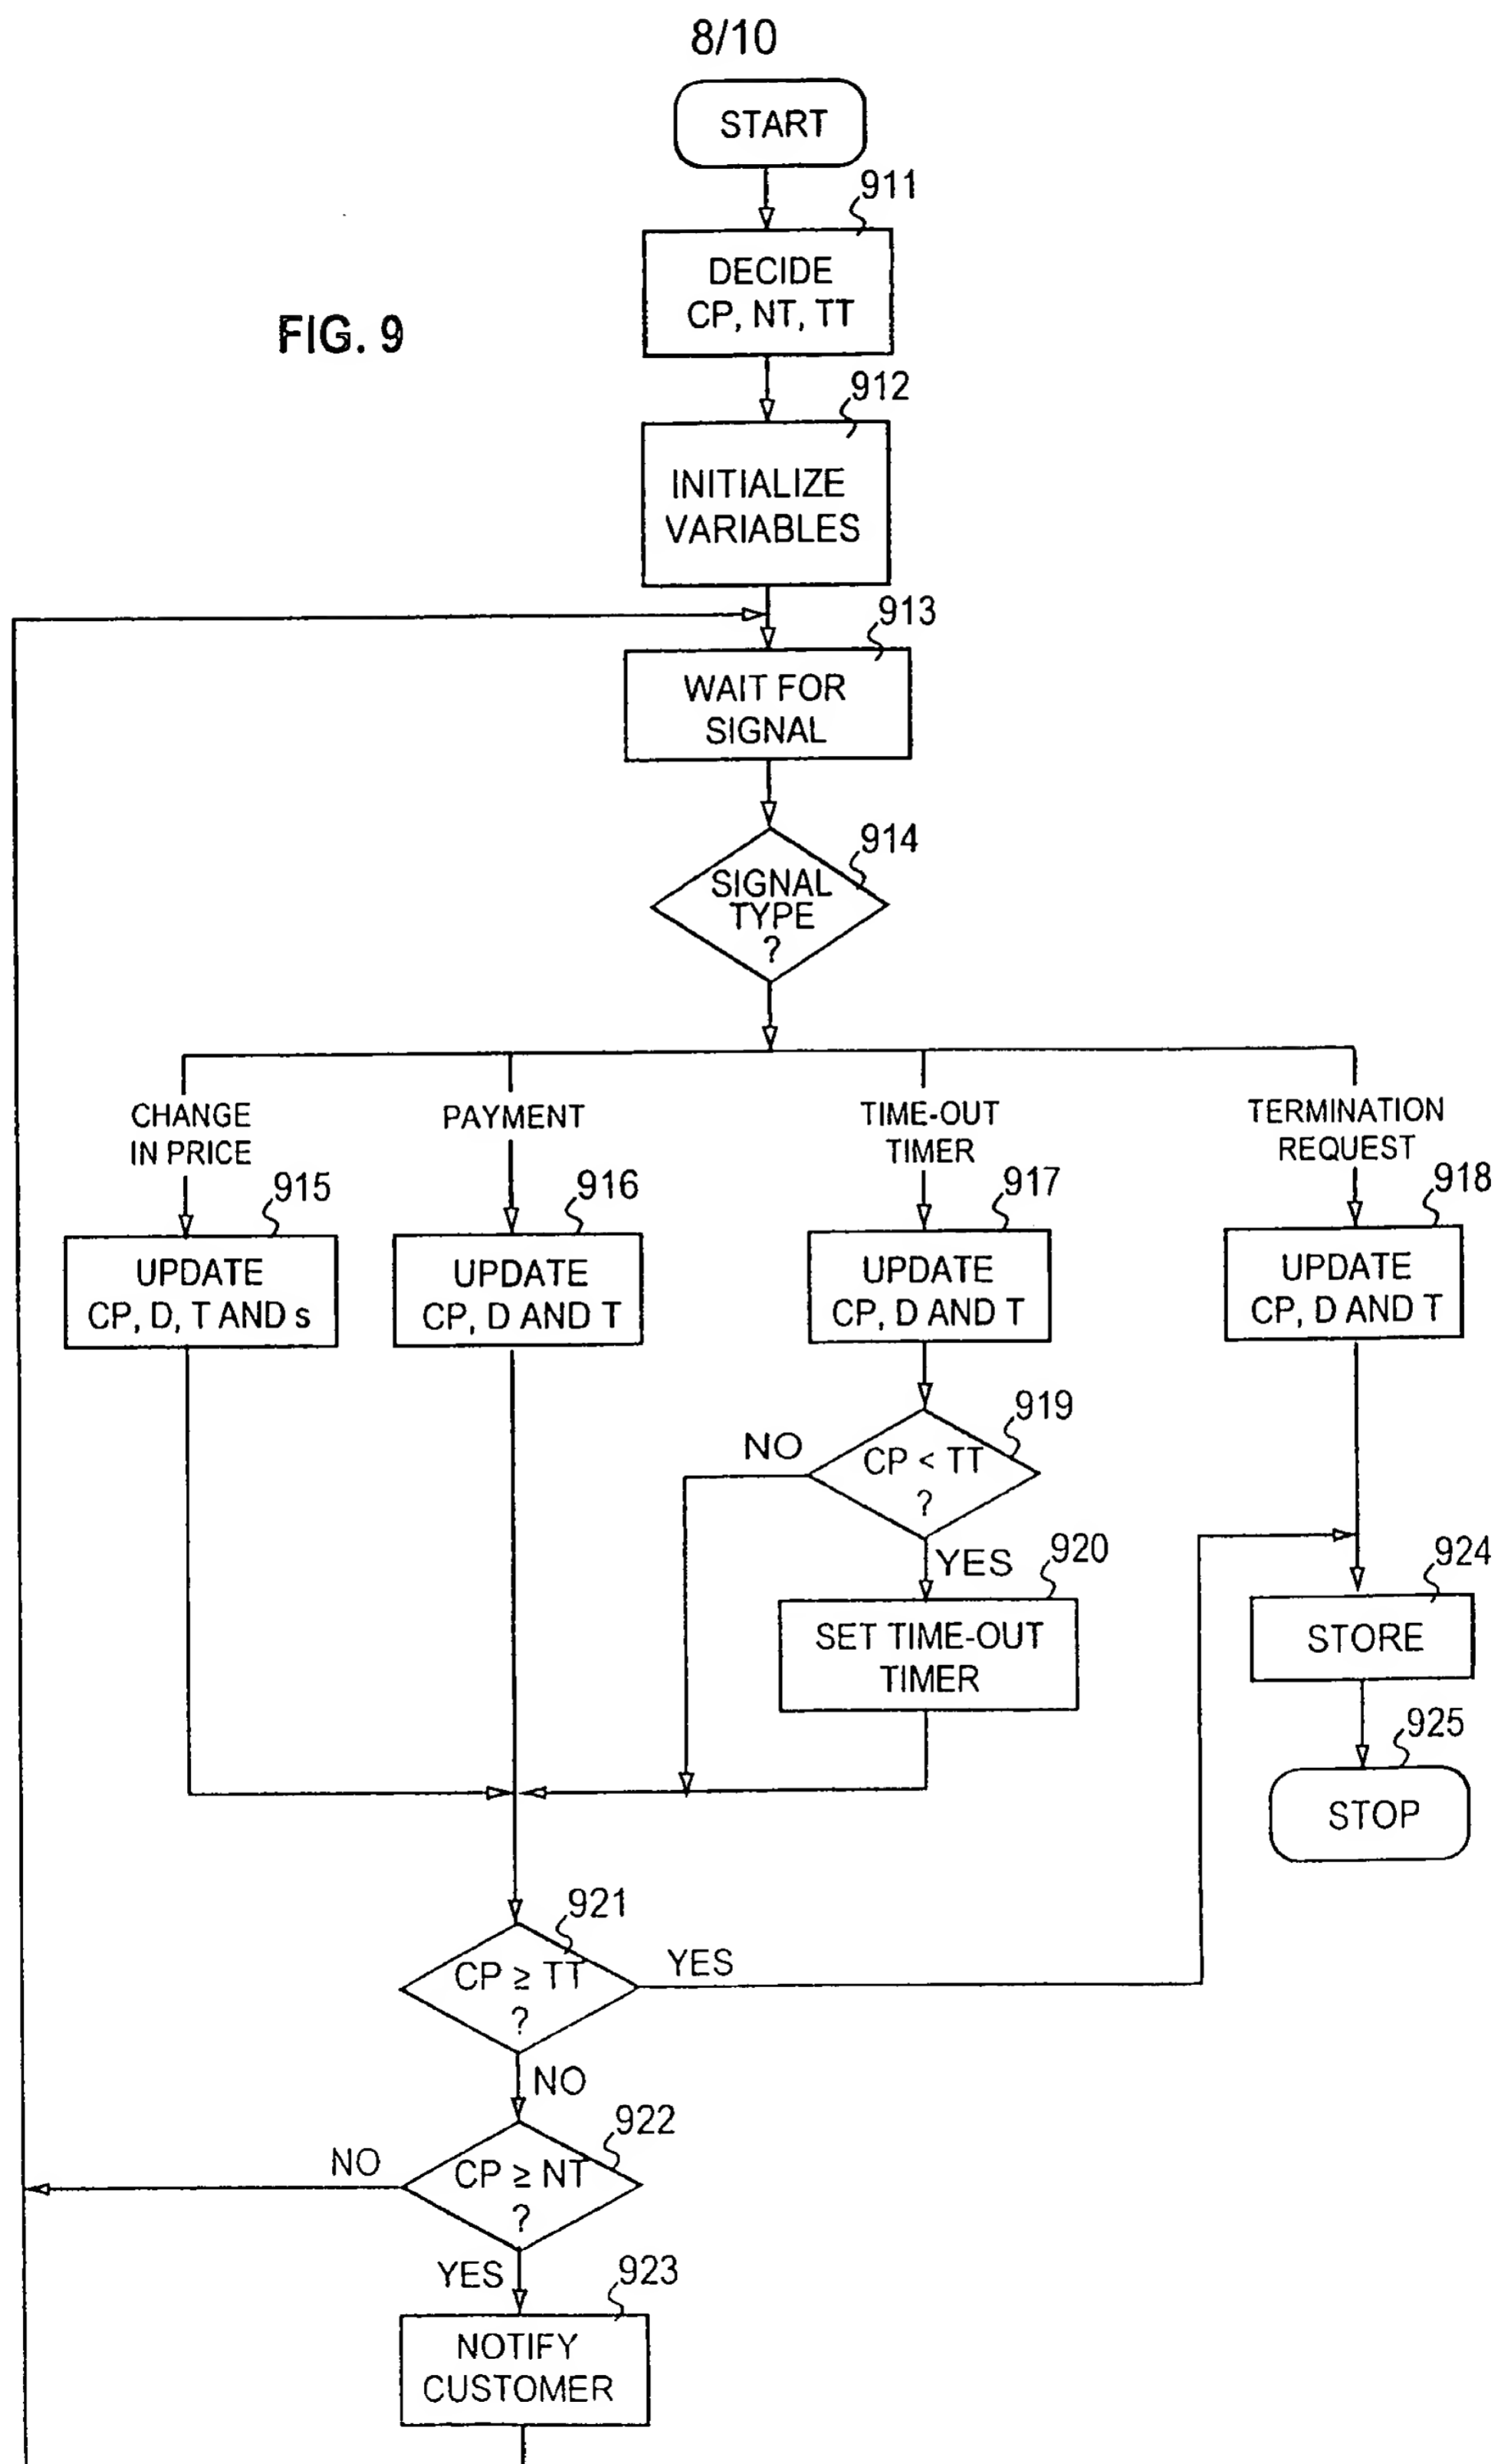 8/10
START
911
DECIDE
CP, NT, TT
FIG. 9
912
INITIALIZE
VARIABLES
913
WAIT FOR
SIGNAL
914
SIGNAL
TYPE
?
CHANGE
IN PRICE
PAYMENT
TIME-OUT
TIMER
TERMINATION
REQUEST
915
916
917
918
UPDATE
CP, D, T AND s
UPDATE
CP, D AND T
UPDATE
CP, D AND T
UPDATE
CP, D AND T
919
NO
CP < TT
?
YES
920
SET TIME-OUT
TIMER
924
STORE
925
STOP
921
CP ≥ TT
?
YES
NO
922
NO
CP ≥ NT
?
YES
923
NOTIFY
CUSTOMER